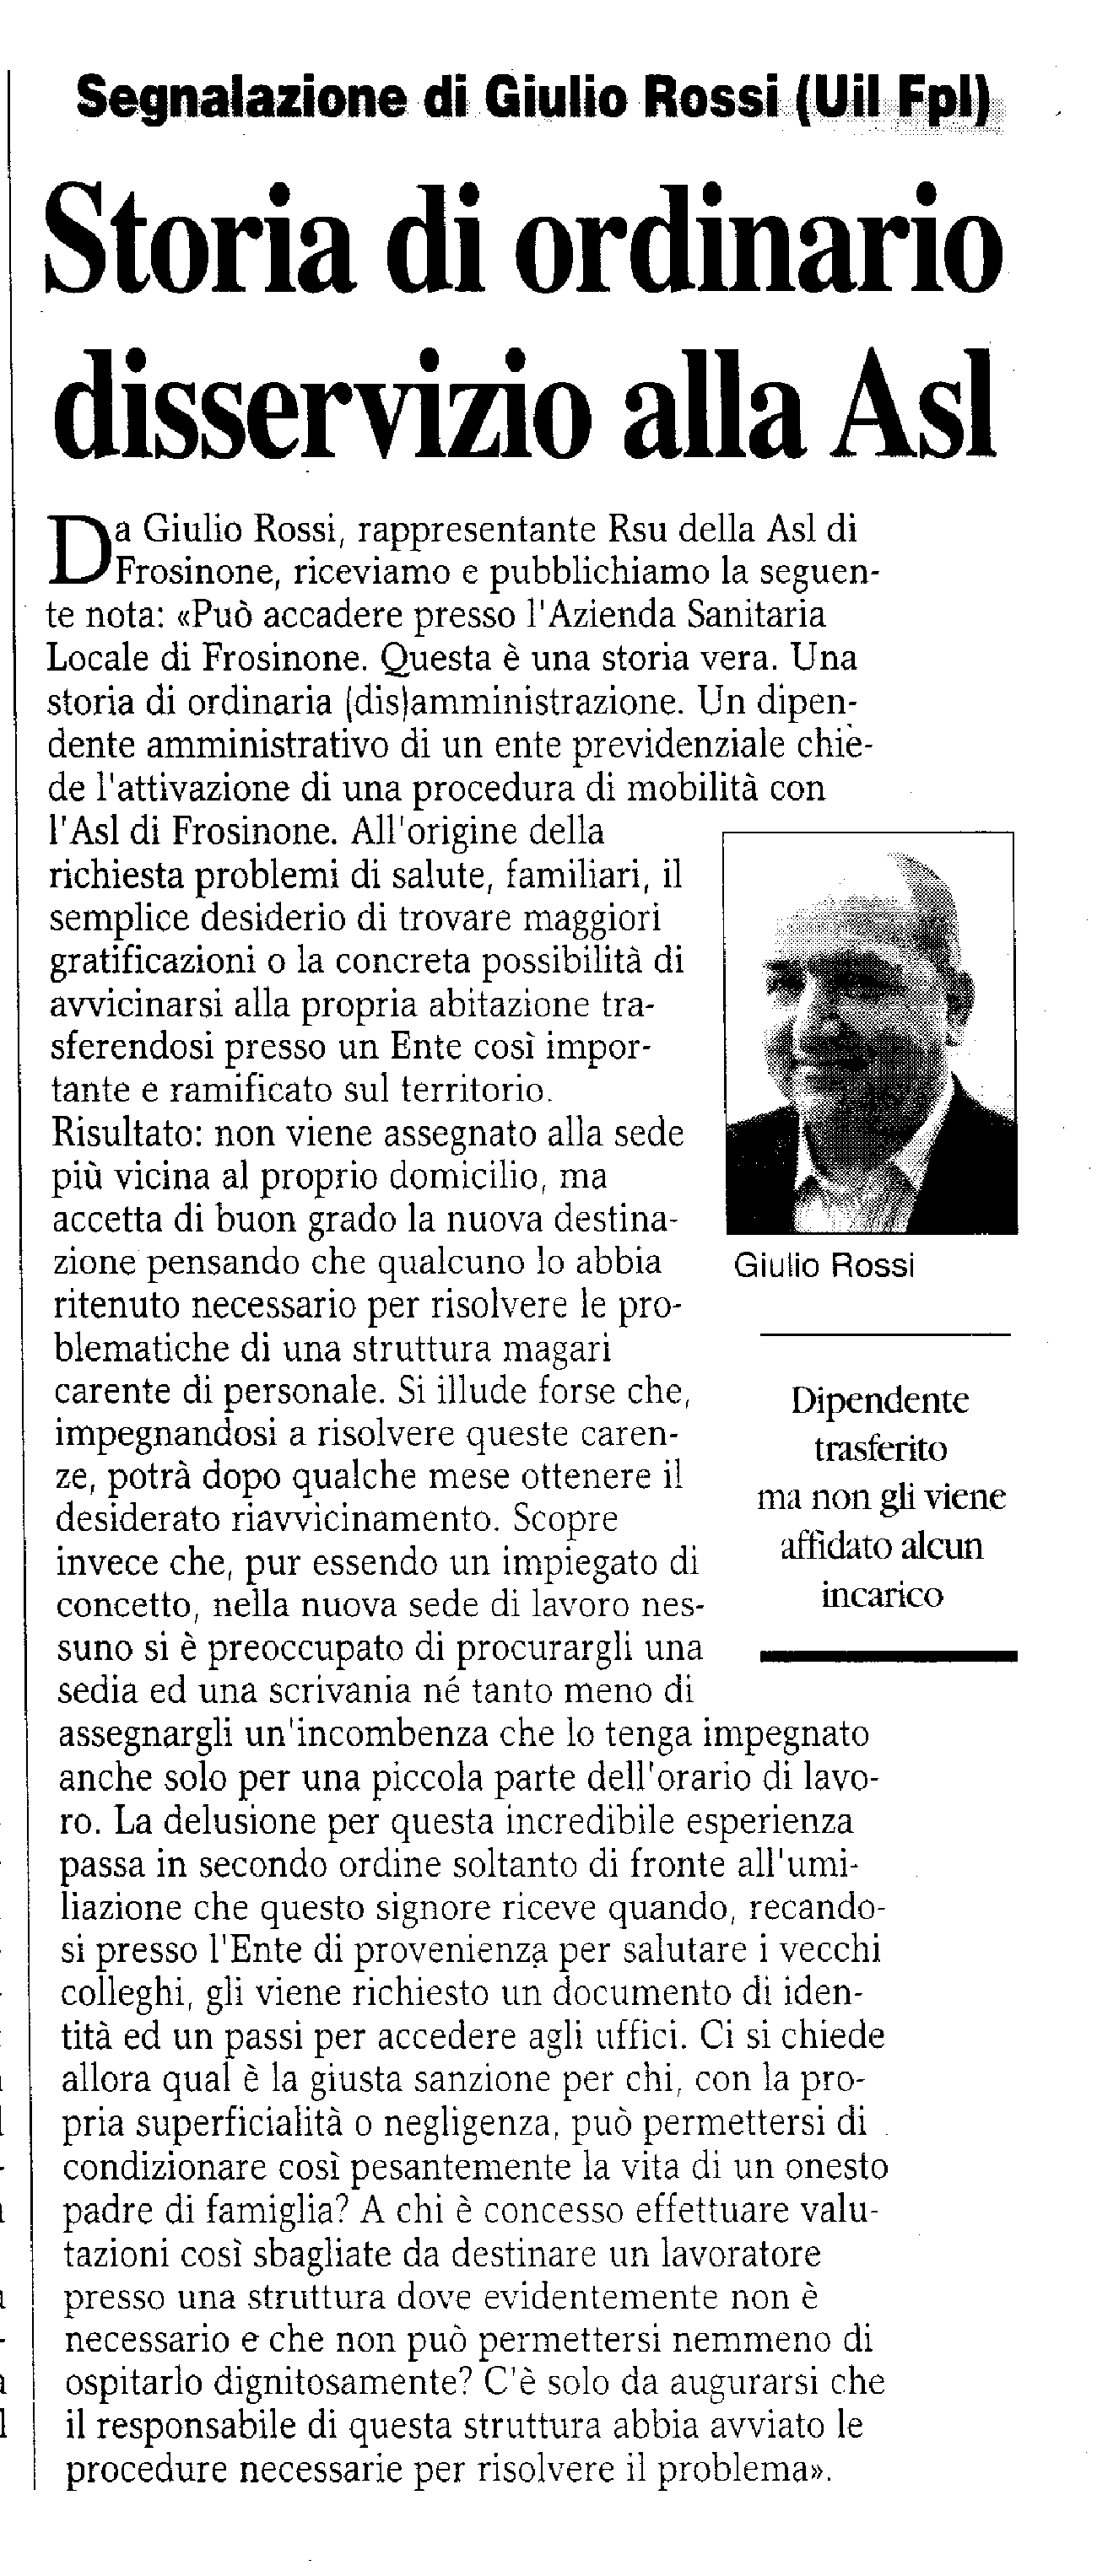 Segnalazione di Giulio Rossi (Uil Fpl)
Storia di ordinario
disservizio alla Asl
Da Giulio Rossi, rappresentante Rsu della Asl di
Frosinone, riceviamo e pubblichiamo la seguen-
te nota: «Può accadere presso l'Azienda Sanitaria
Locale di Frosinone. Questa è una storia vera. Una
storia di ordinaria (dis)amministrazione. Un dipen-
dente amministrativo di un ente previdenziale chie-
de l'attivazione di una procedura di mobilità con
l'Asl di Frosinone. All'origine della
richiesta problemi di salute, familiari, il
semplice desiderio di trovare maggiori
gratificazioni o la concreta possibilità di
avvicinarsi alla propria abitazione tra-
sferendosi presso un Ente così impor-
tante e ramificato sul territorio.
Risultato: non viene assegnato alla sede
più vicina al proprio domicilio, ma
accetta di buon grado la nuova destina-
zione pensando che qualcuno lo abbia
ritenuto necessario per risolvere le pro-
blematiche di una struttura magari
carente di personale. Si illude forse che,
impegnandosi a risolvere queste caren-
ze, potrà dopo qualche mese ottenere il
desiderato riavvicinamento. Scopre
invece che, pur essendo un impiegato di
concetto, nella nuova sede di lavoro nes-
suno si è preoccupato di procurargli una
sedia ed una scrivania né tanto meno di
assegnargli un'incombenza che lo tenga impegnato
anche solo per una piccola parte dell'orario di lavo-
ro. La delusione per questa incredibile esperienza
passa in secondo ordine soltanto di fronte all'umi-
liazione che questo signore riceve quando, recando-
si presso l'Ente di provenienza per salutare i vecchi
colleghi, gli viene richiesto un documento di iden-
tità ed un passi per accedere agli uffici. Ci si chiede
allora qual è la giusta sanzione per chi, con la pro-
pria superficialità o negligenza, può permettersi di
condizionare così pesantemente la vita di un onesto
padre di famiglia? A chi è concesso effettuare valu-
tazioni così sbagliate da destinare un lavoratore
presso una struttura dove evidentemente non è
necessario e che non può permettersi nemmeno di
ospitarlo dignitosamente? C'è solo da augurarsi che
il responsabile di questa struttura abbia avviato le
procedure necessarie per risolvere il problema».
Giulio Rossi
Dipendente
trasferito
ma non gli viene
affidato alcun
incarico